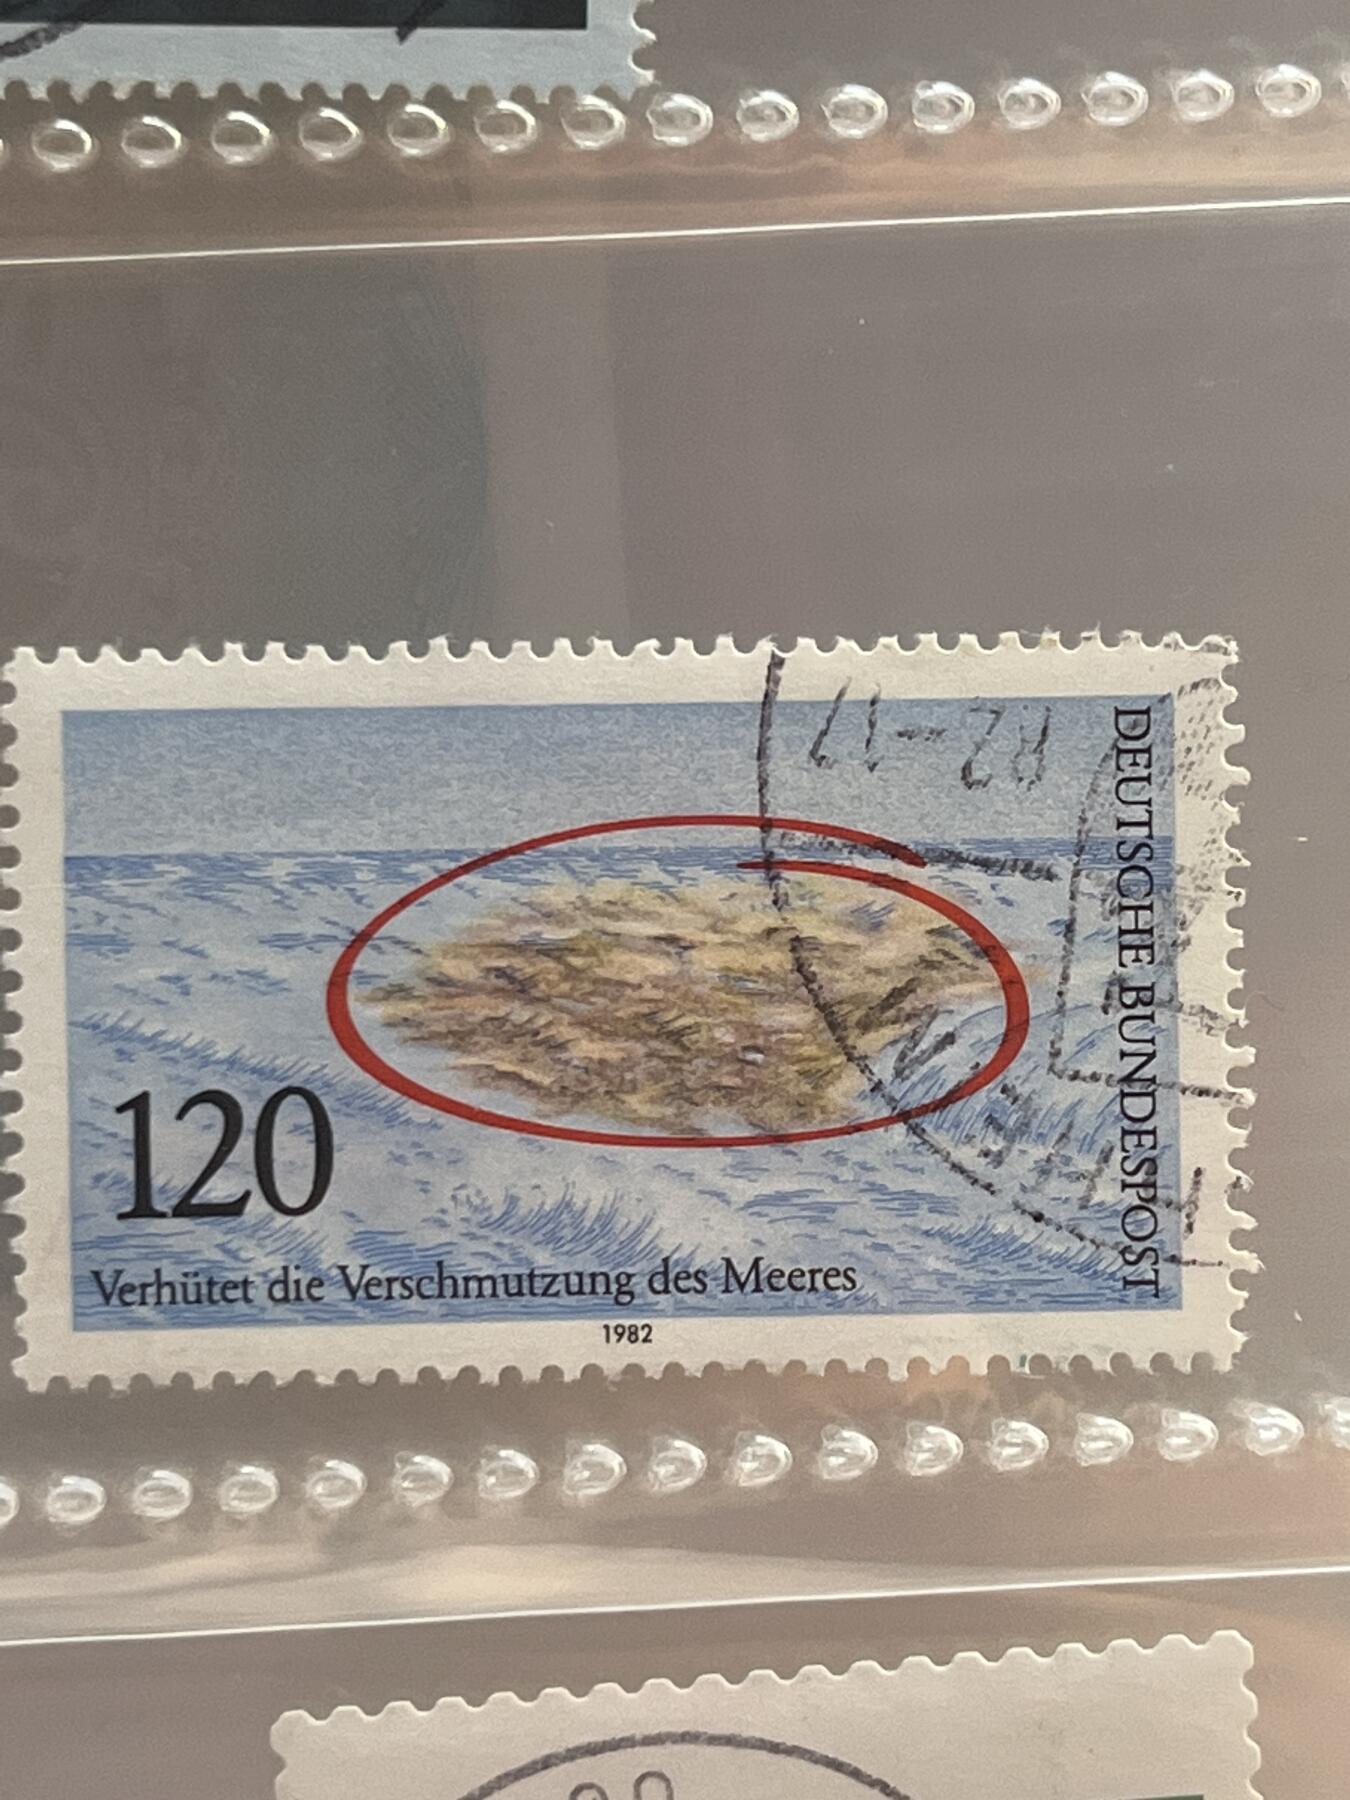 DEUTSCHE BUNDESPOST
120
Verhütet die Verschmutzung des Meeres
1982